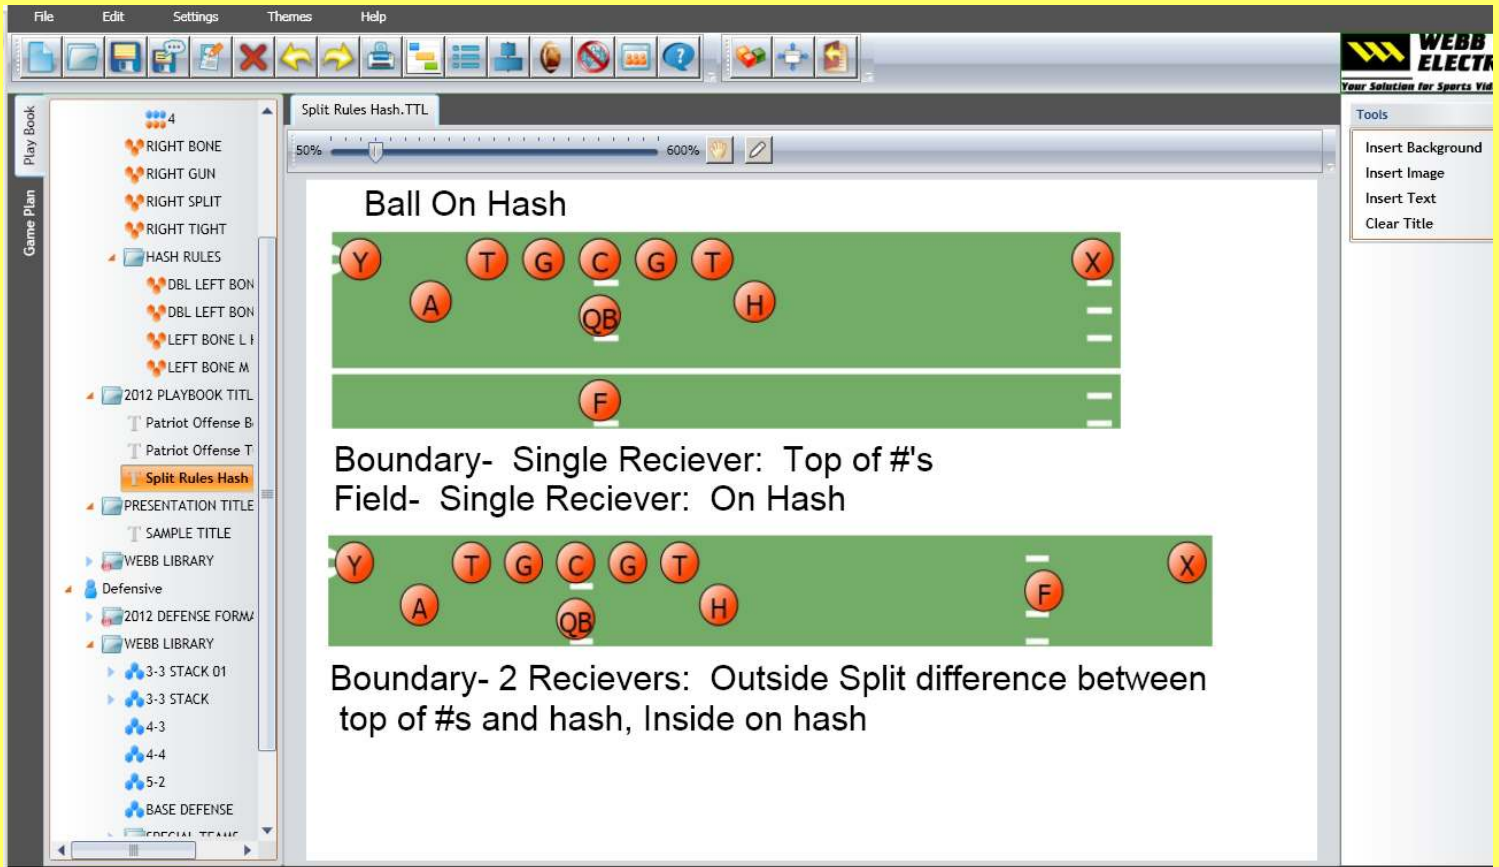 File Edit Settings Themes Help
WEBB
ELECTR
Your Solution for Sports Vid
Play Book
Game Plan
4
RIGHT BONE
RIGHT GUN
RIGHT SPLIT
RIGHT TIGHT
HASH RULES
DBL LEFT BON
DBL LEFT BON
LEFT BONE L H
LEFT BONE M
2012 PLAYBOOK TITL
Patriot Offense B
Patriot Offense T
Split Rules Hash
PRESENTATION TITLE
SAMPLE TITLE
WEBB LIBRARY
Defensive
2012 DEFENSE FORMA
WEBB LIBRARY
3-3 STACK 01
3-3 STACK
4-3
4-4
5-2
BASE DEFENSE
SPECIAL TEAMS
Split Rules Hash.TTL
50% 600%
Ball On Hash
Y T G C G T X
A QB H
F
Boundary- Single Reciever: Top of #'s
Field- Single Reciever: On Hash
Y T G C G T X
A QB H F
Boundary- 2 Recievers: Outside Split difference between
top of #s and hash, Inside on hash
Tools
Insert Background
Insert Image
Insert Text
Clear Title